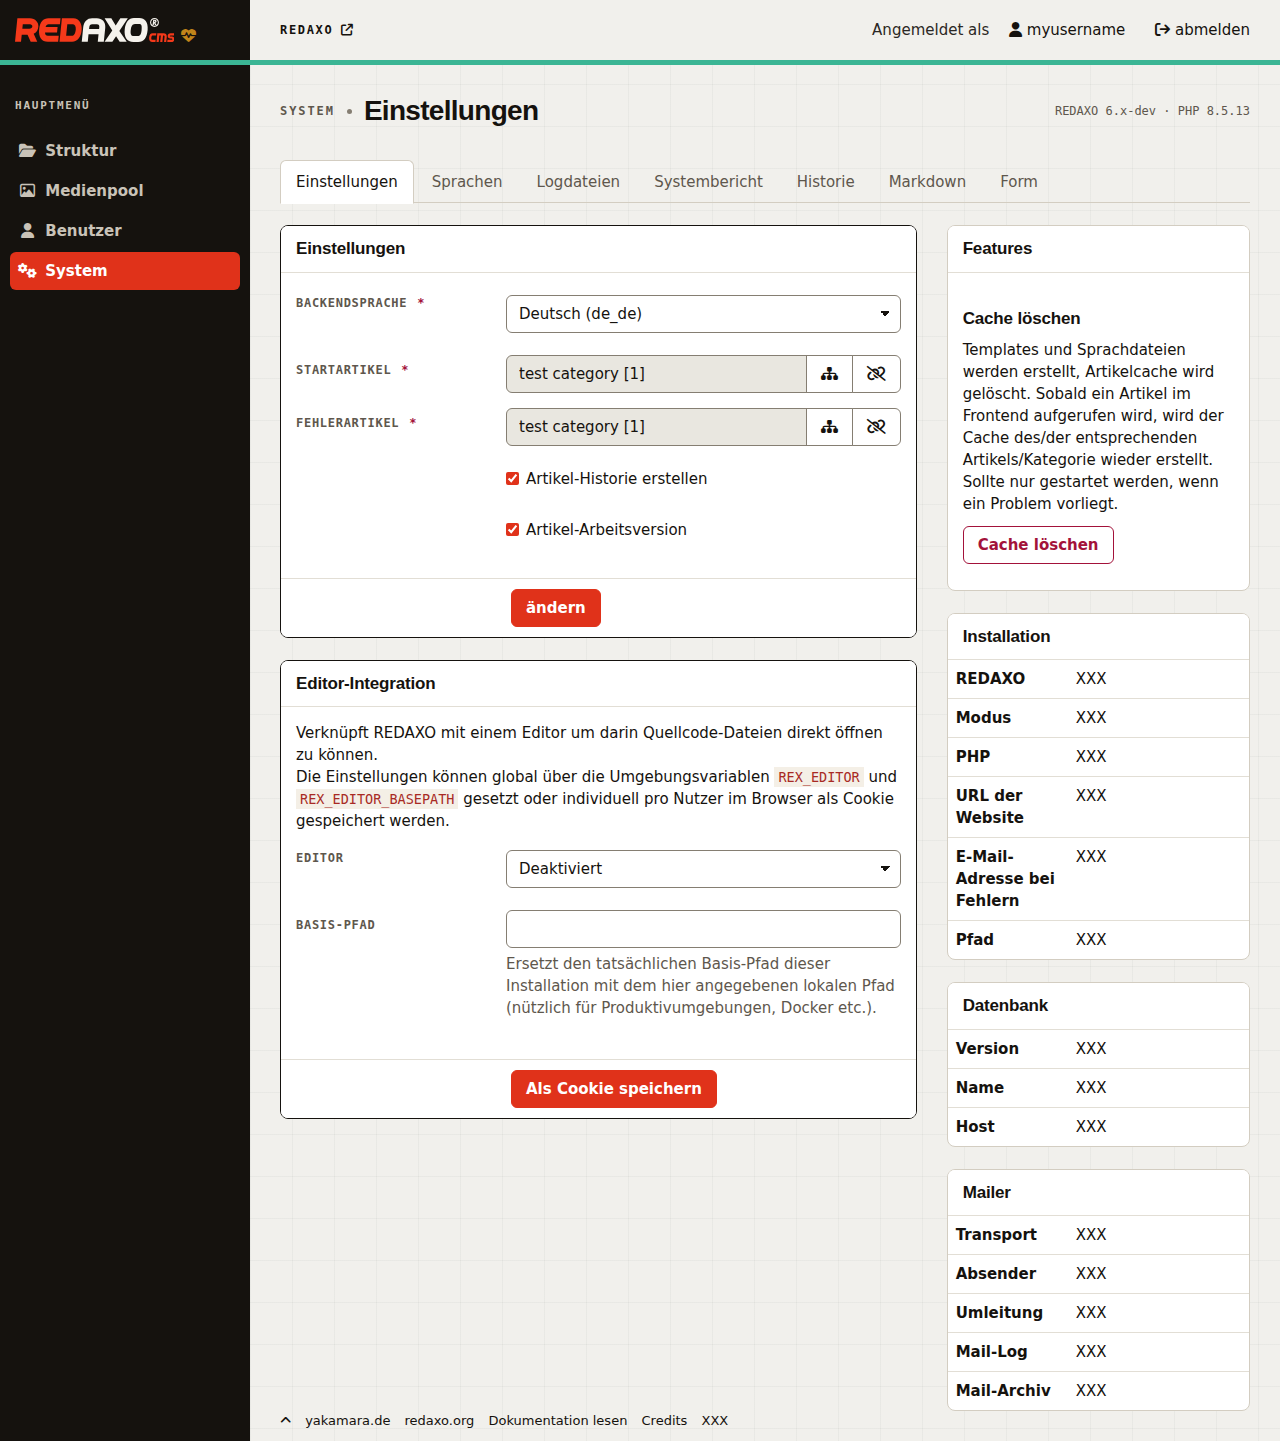 REDAXO® cms
REDAXO
Angemeldet als myusername abmelden
HAUPTMENÜ
Struktur
Medienpool
Benutzer
System
SYSTEM • Einstellungen
REDAXO 6.x-dev · PHP 8.5.13
Einstellungen Sprachen Logdateien Systembericht Historie Markdown Form
Einstellungen
BACKENDSPRACHE *
Deutsch (de_de)
STARTARTIKEL *
test category [1]
FEHLERARTIKEL *
test category [1]
Artikel-Historie erstellen
Artikel-Arbeitsversion
ändern
Editor-Integration
Verknüpft REDAXO mit einem Editor um darin Quellcode-Dateien direkt öffnen
zu können.
Die Einstellungen können global über die Umgebungsvariablen REX_EDITOR und
REX_EDITOR_BASEPATH gesetzt oder individuell pro Nutzer im Browser als Cookie
gespeichert werden.
EDITOR
Deaktiviert
BASIS-PFAD
Ersetzt den tatsächlichen Basis-Pfad dieser
Installation mit dem hier angegebenen lokalen Pfad
(nützlich für Produktivumgebungen, Docker etc.).
Als Cookie speichern
Features
Cache löschen
Templates und Sprachdateien
werden erstellt, Artikelcache wird
gelöscht. Sobald ein Artikel im
Frontend aufgerufen wird, wird der
Cache des/der entsprechenden
Artikels/Kategorie wieder erstellt.
Sollte nur gestartet werden, wenn
ein Problem vorliegt.
Cache löschen
Installation
REDAXO XXX
Modus XXX
PHP XXX
URL der XXX
Website
E-Mail- XXX
Adresse bei
Fehlern
Pfad XXX
Datenbank
Version XXX
Name XXX
Host XXX
Mailer
Transport XXX
Absender XXX
Umleitung XXX
Mail-Log XXX
Mail-Archiv XXX
yakamara.de redaxo.org Dokumentation lesen Credits XXX